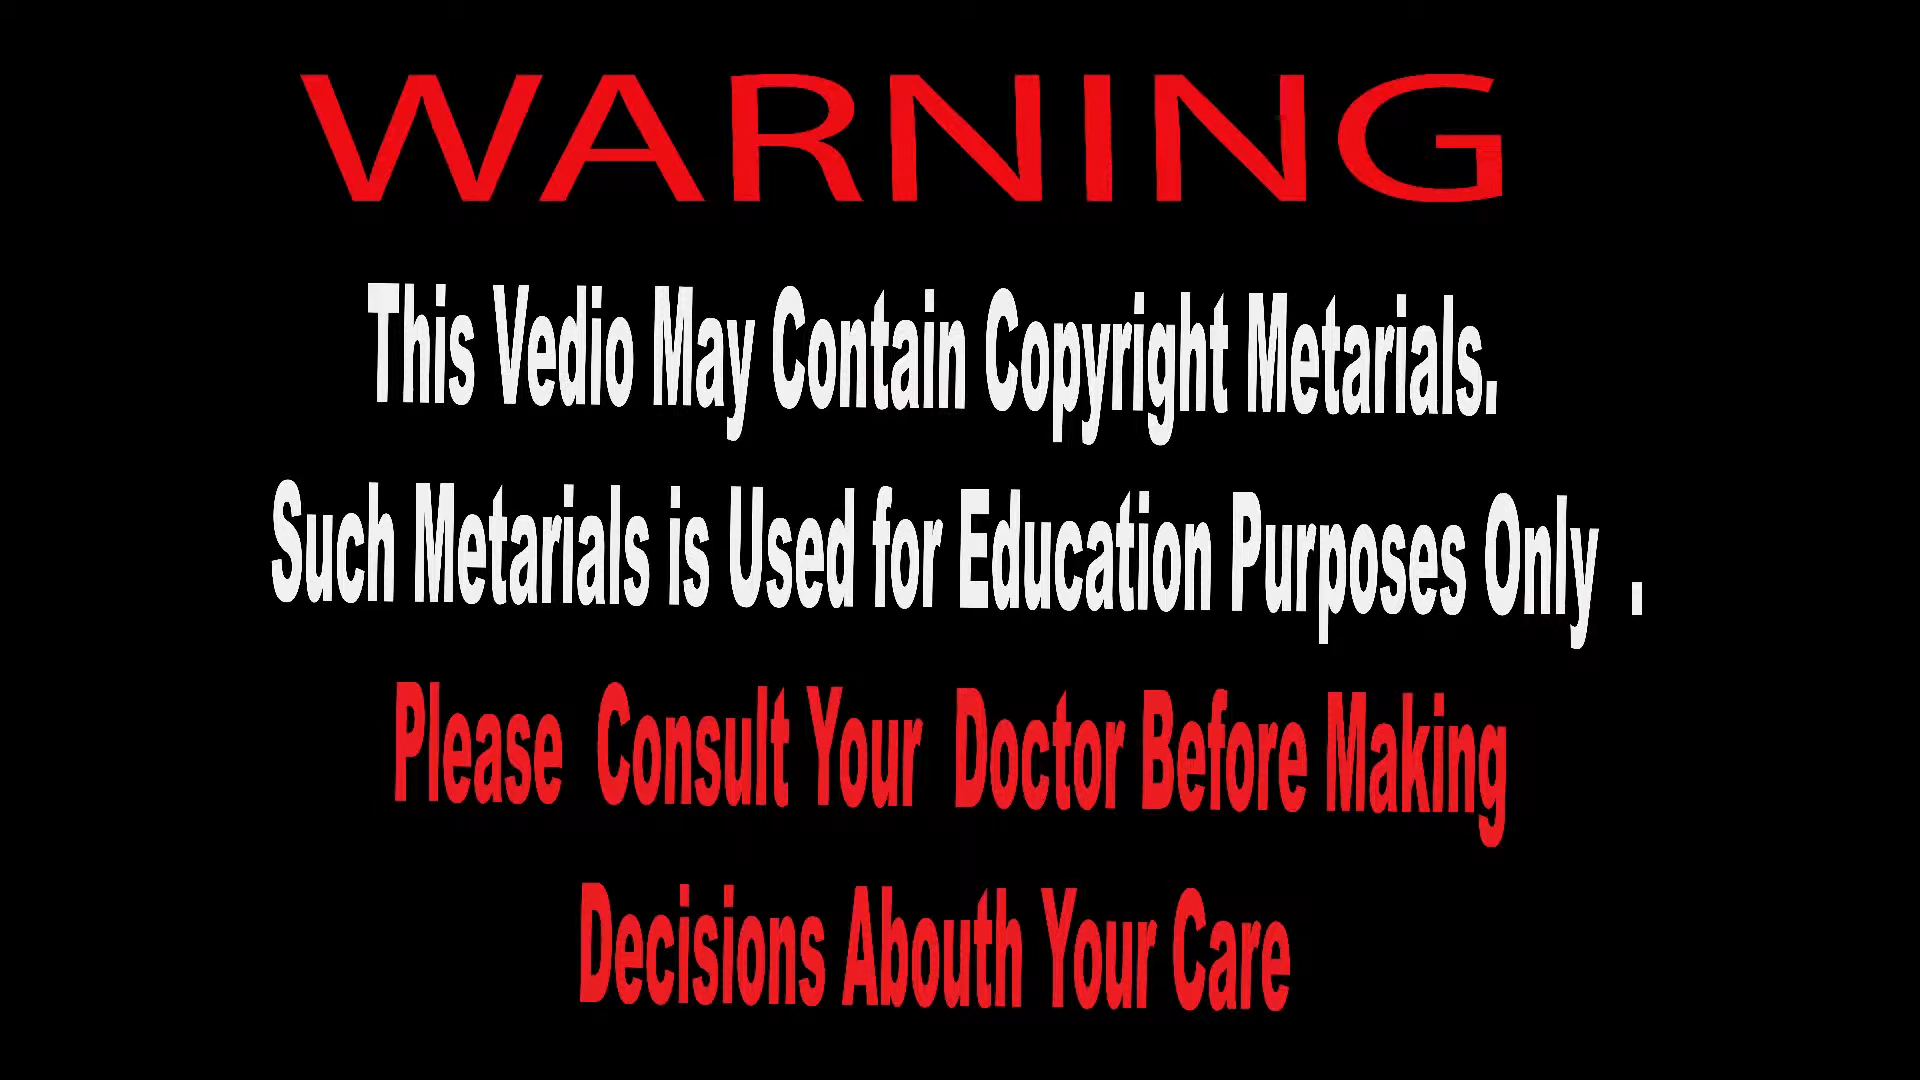 WARNING
This Vedio May Contain Copyright Metarials.
Such Metarials is Used for Education Purposes Only .
Please Consult Your Doctor Before Making
Decisions Abouth Your Care